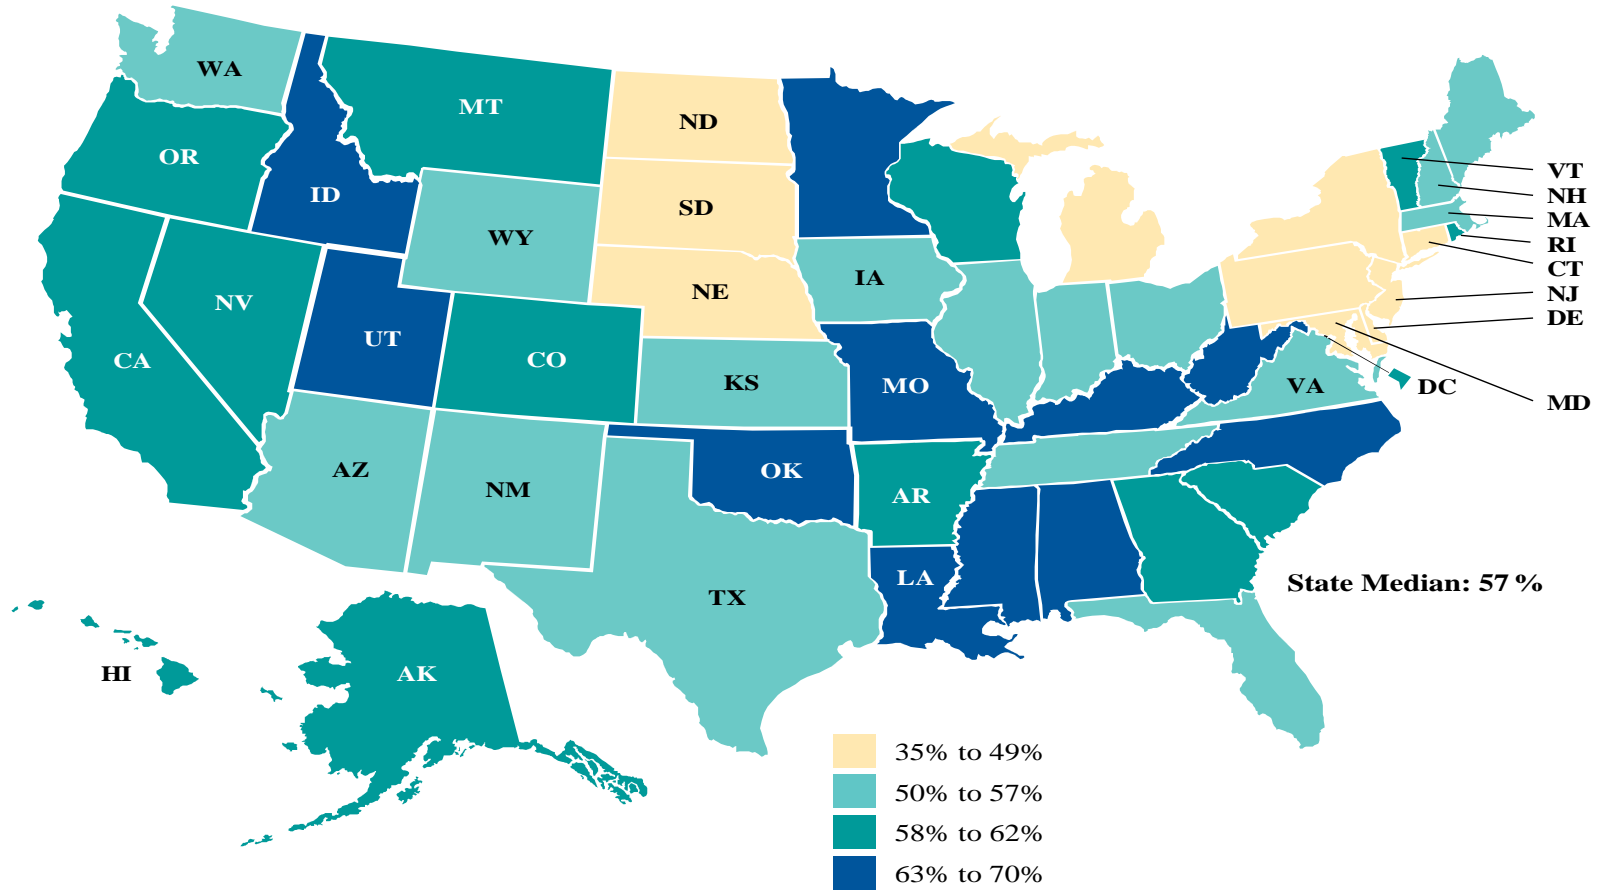 WA
MT
ND
OR
VT
ID
NH
SD
MA
WY
RI
IA
CT
NE
NJ
NV
DE
UT
CA
CO
KS
MO
VA
DC
MD
AZ
OK
NM
AR
LA
State Median: 57%
TX
HI
AK
35% to 49%
50% to 57%
58% to 62%
63% to 70%